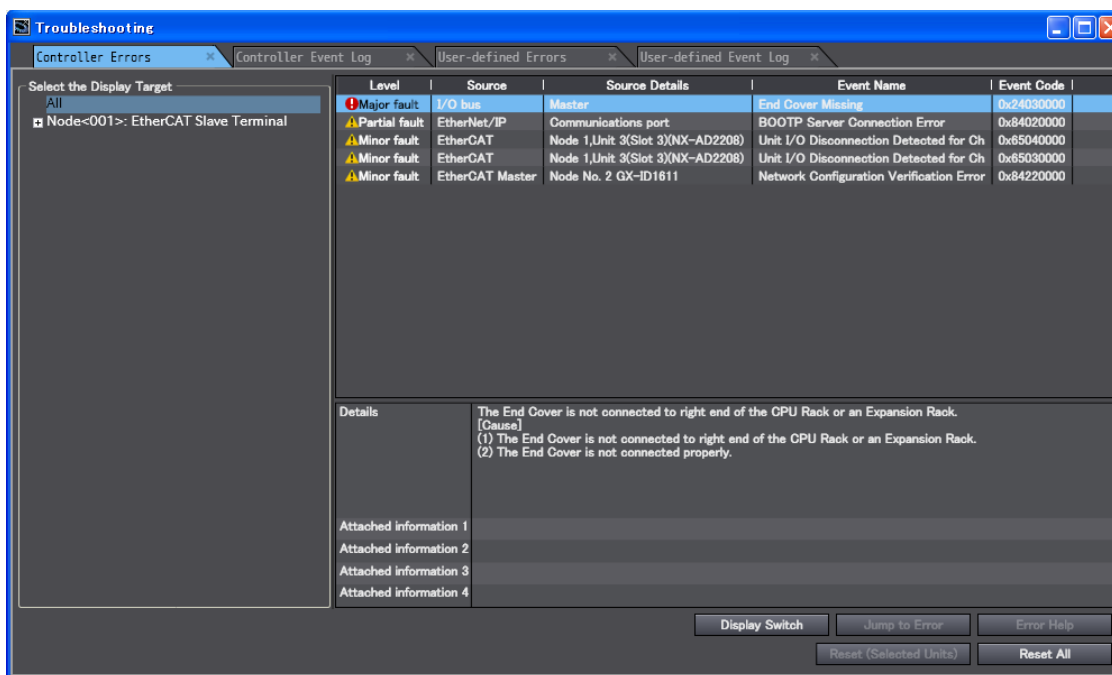 Troubleshooting
Controller Errors Controller Event Log User-defined Errors User-defined Event Log
Select the Display Target
All
Node<001>: EtherCAT Slave Terminal
Level Source Source Details Event Name Event Code
Major fault I/O bus Master End Cover Missing 0x24030000
Partial fault EtherNet/IP Communications port BOOTP Server Connection Error 0x84020000
Minor fault EtherCAT Node 1,Unit 3(Slot 3)(NX-AD2208) Unit I/O Disconnection Detected for Ch 0x65040000
Minor fault EtherCAT Node 1,Unit 3(Slot 3)(NX-AD2208) Unit I/O Disconnection Detected for Ch 0x65030000
Minor fault EtherCAT Master Node No. 2 GX-ID1611 Network Configuration Verification Error 0x84220000
Details The End Cover is not connected to right end of the CPU Rack or an Expansion Rack.
[Cause]
(1) The End Cover is not connected to right end of the CPU Rack or an Expansion Rack.
(2) The End Cover is not connected properly.
Attached information 1
Attached information 2
Attached information 3
Attached information 4
Display Switch Jump to Error Error Help
Reset (Selected Units) Reset All